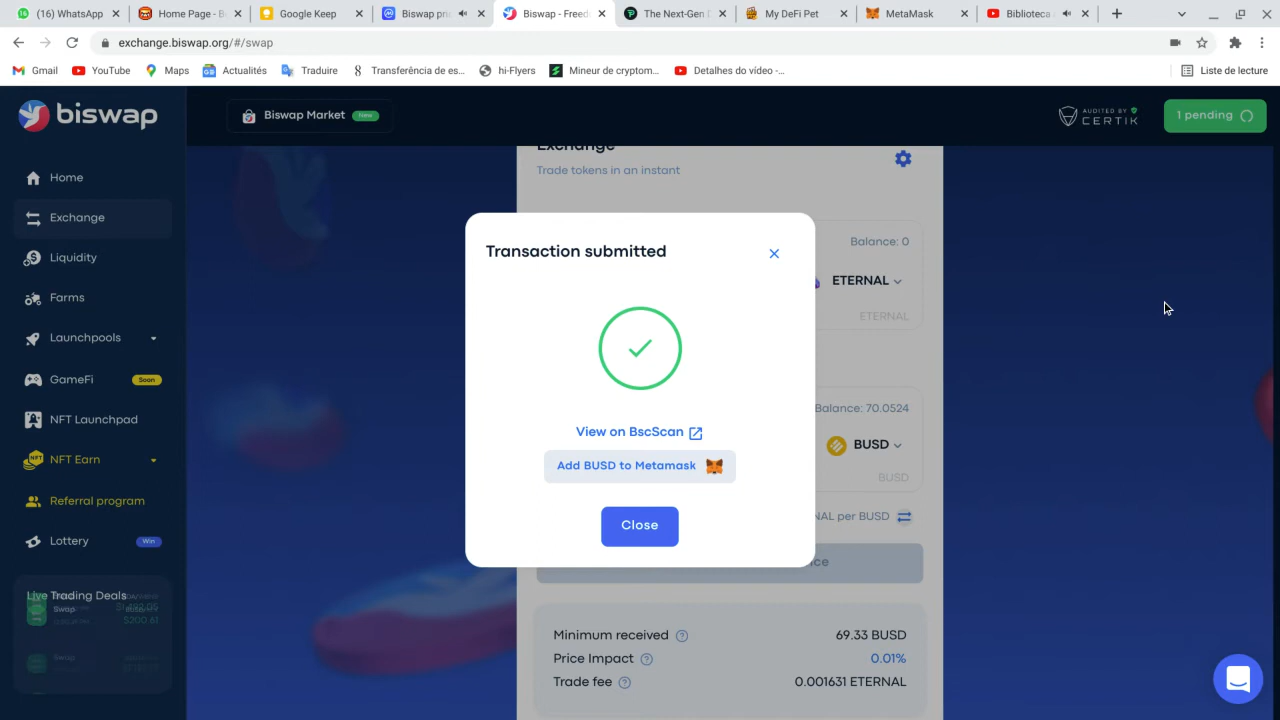 (16) WhatsApp
Home Page - B
Google Keep
Biswap pri
Biswap - Freed
The Next-Gen D
My DeFi Pet
MetaMask
Biblioteca
exchange.biswap.org/#/swap
Gmail
YouTube
Maps
Actualités
Traduire
Transferência de es...
hi-Flyers
Mineur de cryptom...
Detalhes do vídeo -...
Liste de lecture
biswap
Biswap Market
New
AUDITED BY
CERTIK
1 pending
Home
Exchange
Liquidity
Farms
Launchpools
GameFi
Soon
NFT Launchpad
NFT Earn
Referral program
Lottery
Win
Live Trading Deals
Swap
$200.61
Swap
Exchange
Trade tokens in an instant
Balance: 0
ETERNAL
ETERNAL
Balance: 70.0524
BUSD
BUSD
NAL per BUSD
Transaction submitted
View on BscScan
Add BUSD to Metamask
Close
Minimum received
69.33 BUSD
Price Impact
0.01%
Trade fee
0.001631 ETERNAL